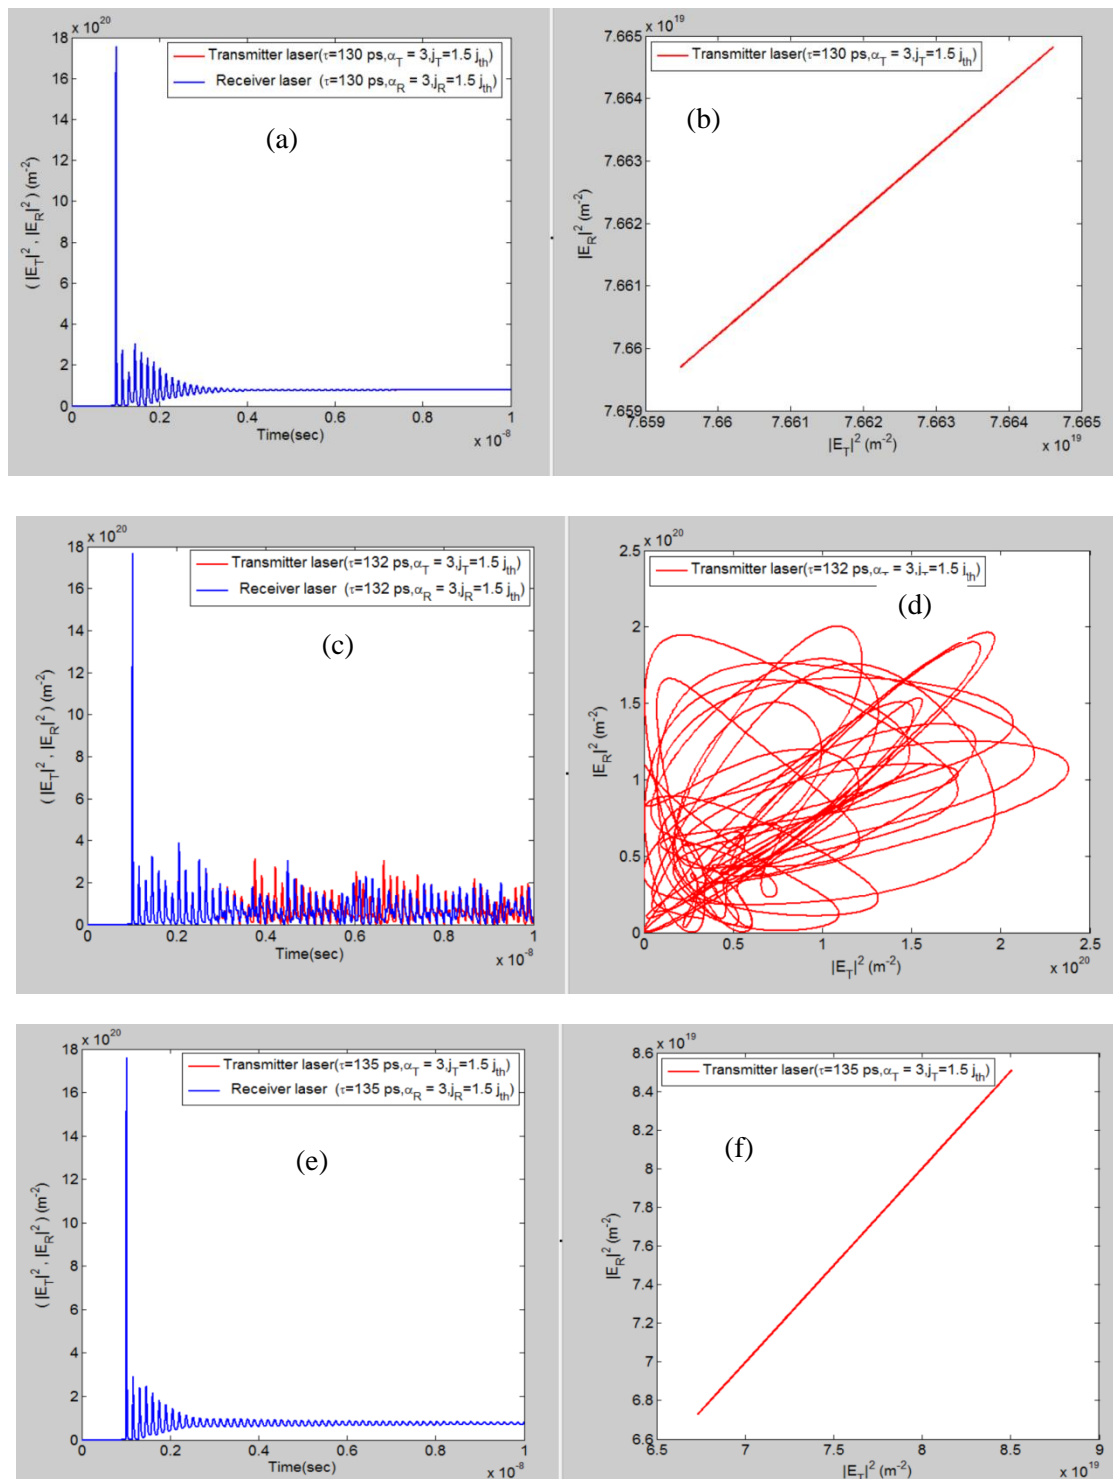 x 10^20
18
Transmitter laser(τ=130 ps,α_T = 3,j_T=1.5 j_th)
Receiver laser (τ=130 ps,α_R = 3,j_R=1.5 j_th)
16
14
12
10
8
6
4
2
0
( |E_T|^2 , |E_R|^2 ) (m^-2)
(a)
0 0.2 0.4 0.6 0.8 1
Time(sec)
x 10^-8
x 10^19
7.665
Transmitter laser(τ=130 ps,α_T = 3,j_T=1.5 j_th)
7.664
7.663
7.662
7.661
7.66
7.659
|E_R|^2 (m^-2)
(b)
7.659 7.66 7.661 7.662 7.663 7.664 7.665
|E_T|^2 (m^-2)
x 10^19
x 10^20
18
Transmitter laser(τ=132 ps,α_T = 3,j_T=1.5 j_th)
Receiver laser (τ=132 ps,α_R = 3,j_R=1.5 j_th)
16
14
12
10
8
6
4
2
0
( |E_T|^2 , |E_R|^2 ) (m^-2)
(c)
0 0.2 0.4 0.6 0.8 1
Time(sec)
x 10^-8
x 10^20
2.5
Transmitter laser(τ=132 ps,α_T = 3,j_T=1.5 j_th)
2
1.5
1
0.5
0
|E_R|^2 (m^-2)
(d)
0 0.5 1 1.5 2 2.5
|E_T|^2 (m^-2)
x 10^20
x 10^20
18
Transmitter laser(τ=135 ps,α_T = 3,j_T=1.5 j_th)
Receiver laser (τ=135 ps,α_R = 3,j_R=1.5 j_th)
16
14
12
10
8
6
4
2
0
( |E_T|^2 , |E_R|^2 ) (m^-2)
(e)
0 0.2 0.4 0.6 0.8 1
Time(sec)
x 10^-8
x 10^19
8.6
Transmitter laser(τ=135 ps,α_T = 3,j_T=1.5 j_th)
8.4
8.2
8
7.8
7.6
7.4
7.2
7
6.8
6.6
|E_R|^2 (m^-2)
(f)
6.5 7 7.5 8 8.5 9
|E_T|^2 (m^-2)
x 10^19